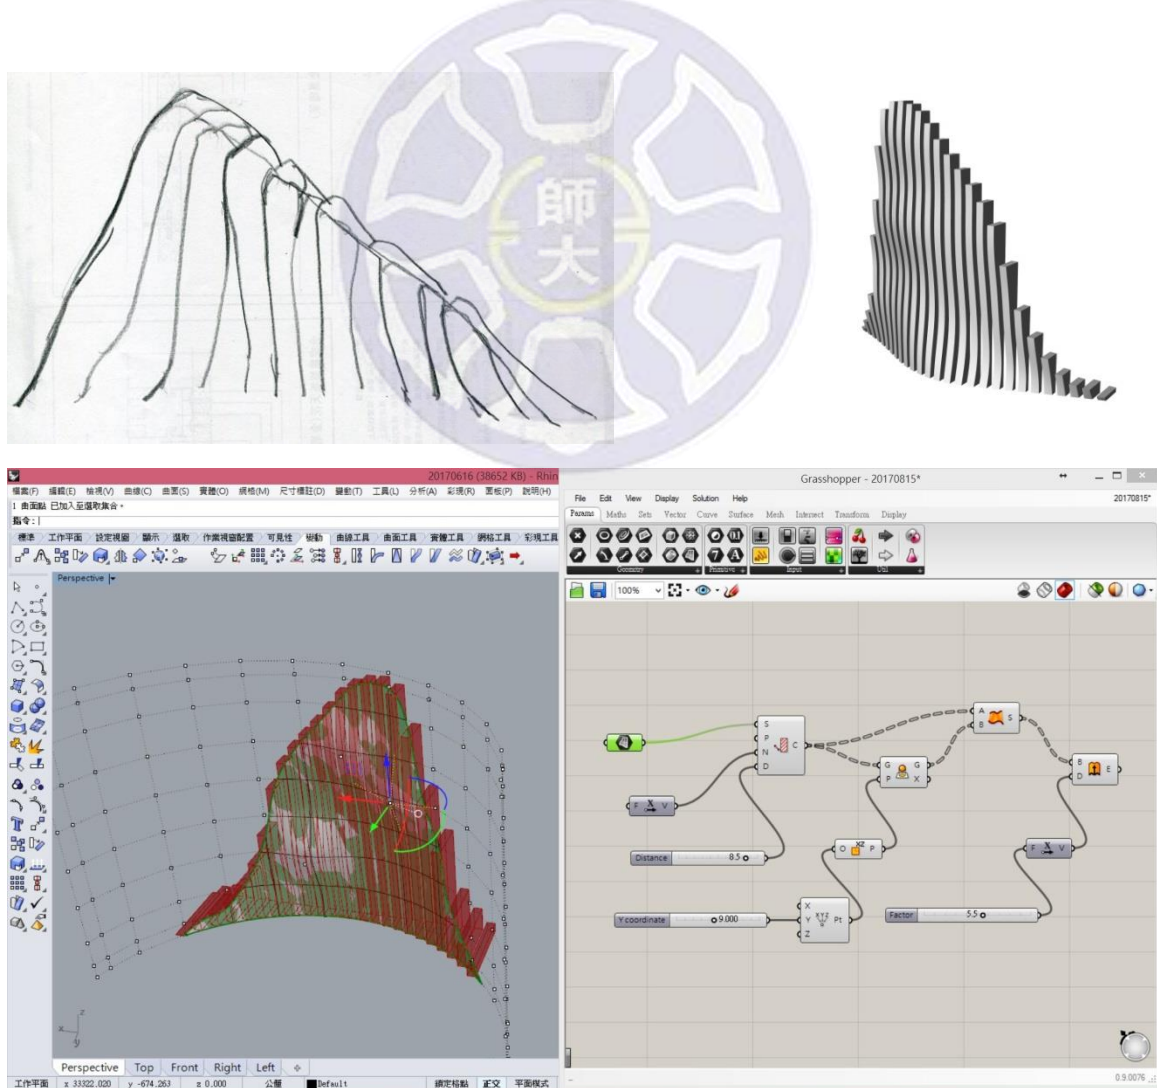 師
大
20170616 (38652 KB) - Rhin
檔案(F) 編輯(E) 檢視(V) 曲線(C) 曲面(S) 實體(O) 網格(M) 尺寸標註(D) 變動(T) 工具(L) 分析(A) 彩現(R) 面板(P) 說明(H)
1 曲面點 已加入至選取集合。
指令:
標準 工作平面 設定視圖 顯示 選取 作業視窗配置 可見性 變動 曲線工具 曲面工具 實體工具 網格工具 彩現工具
Perspective
z
x
y
Perspective Top Front Right Left
工作平面 x 33322.020 y -674.263 z 0.000 公釐 Default 鎖定格點 正交 平面模式
Grasshopper - 20170815*
File Edit View Display Solution Help 20170815*
Params Maths Sets Vector Curve Surface Mesh Intersect Transform Display
Geometry Primitive Input Util
100%
S
P
N
D
C
F X V
Distance 8.5
Y coordinate 9.000
X
Y
Z
XYZ
Pt
O XZ P
G
P
G
X
A
B
S
B
D
E
F X V
Factor 5.5
0.9.0076